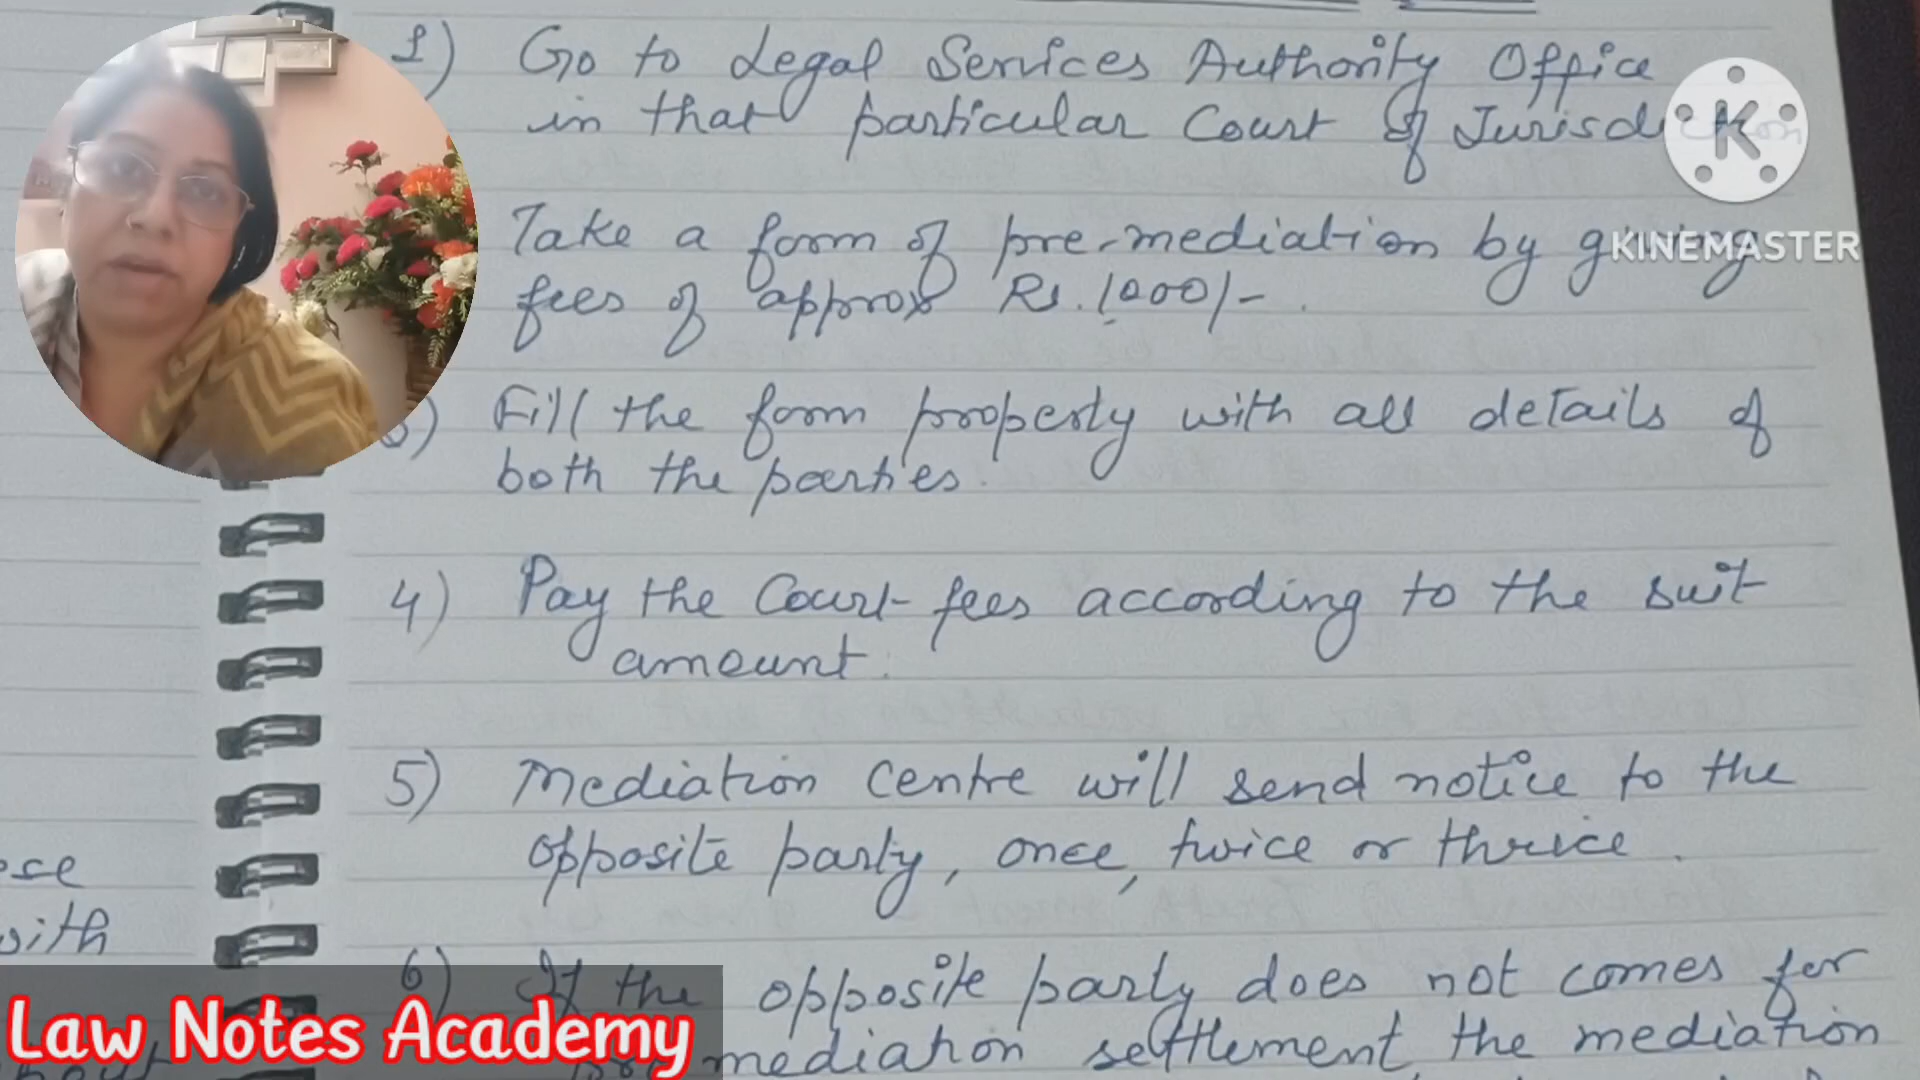 1) Go to Legal Services Authority Office
in that particular Court of Jurisdiction
Take a form of pre-mediation by giving
fees of approx Rs. 1000/-.
3) Fill the form property with all details of
both the parties.
4) Pay the Court fees according to the suit
amount.
5) Mediation Centre will send notice to the
opposite party, once, twice or thrice.
6) If the opposite party does not comes for
pre mediation settlement, the mediation
with
K
KINEMASTER
Law Notes Academy